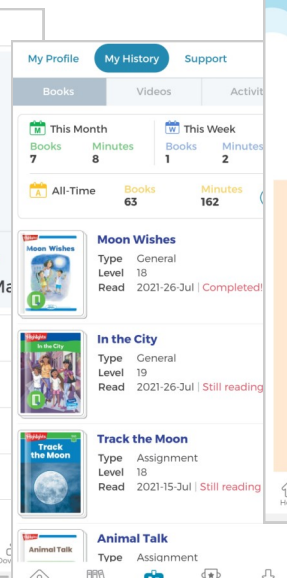 My Profile My History Support
Books Videos Activit
M This Month W This Week
Books Minutes Books Minutes
7 8 1 2
A All-Time Books Minutes
63 162
Highlights
Moon Wishes
Moon Wishes
Type General
Level 18
Read 2021-26-Jul | Completed!
Highlights
In the City
In the City
Type General
Level 19
Read 2021-26-Jul | Still reading
Highlights
Track the Moon
Track
the Moon
Type Assignment
Level 18
Read 2021-15-Jul | Still reading
Animal Talk
Animal Talk
Type Assignment